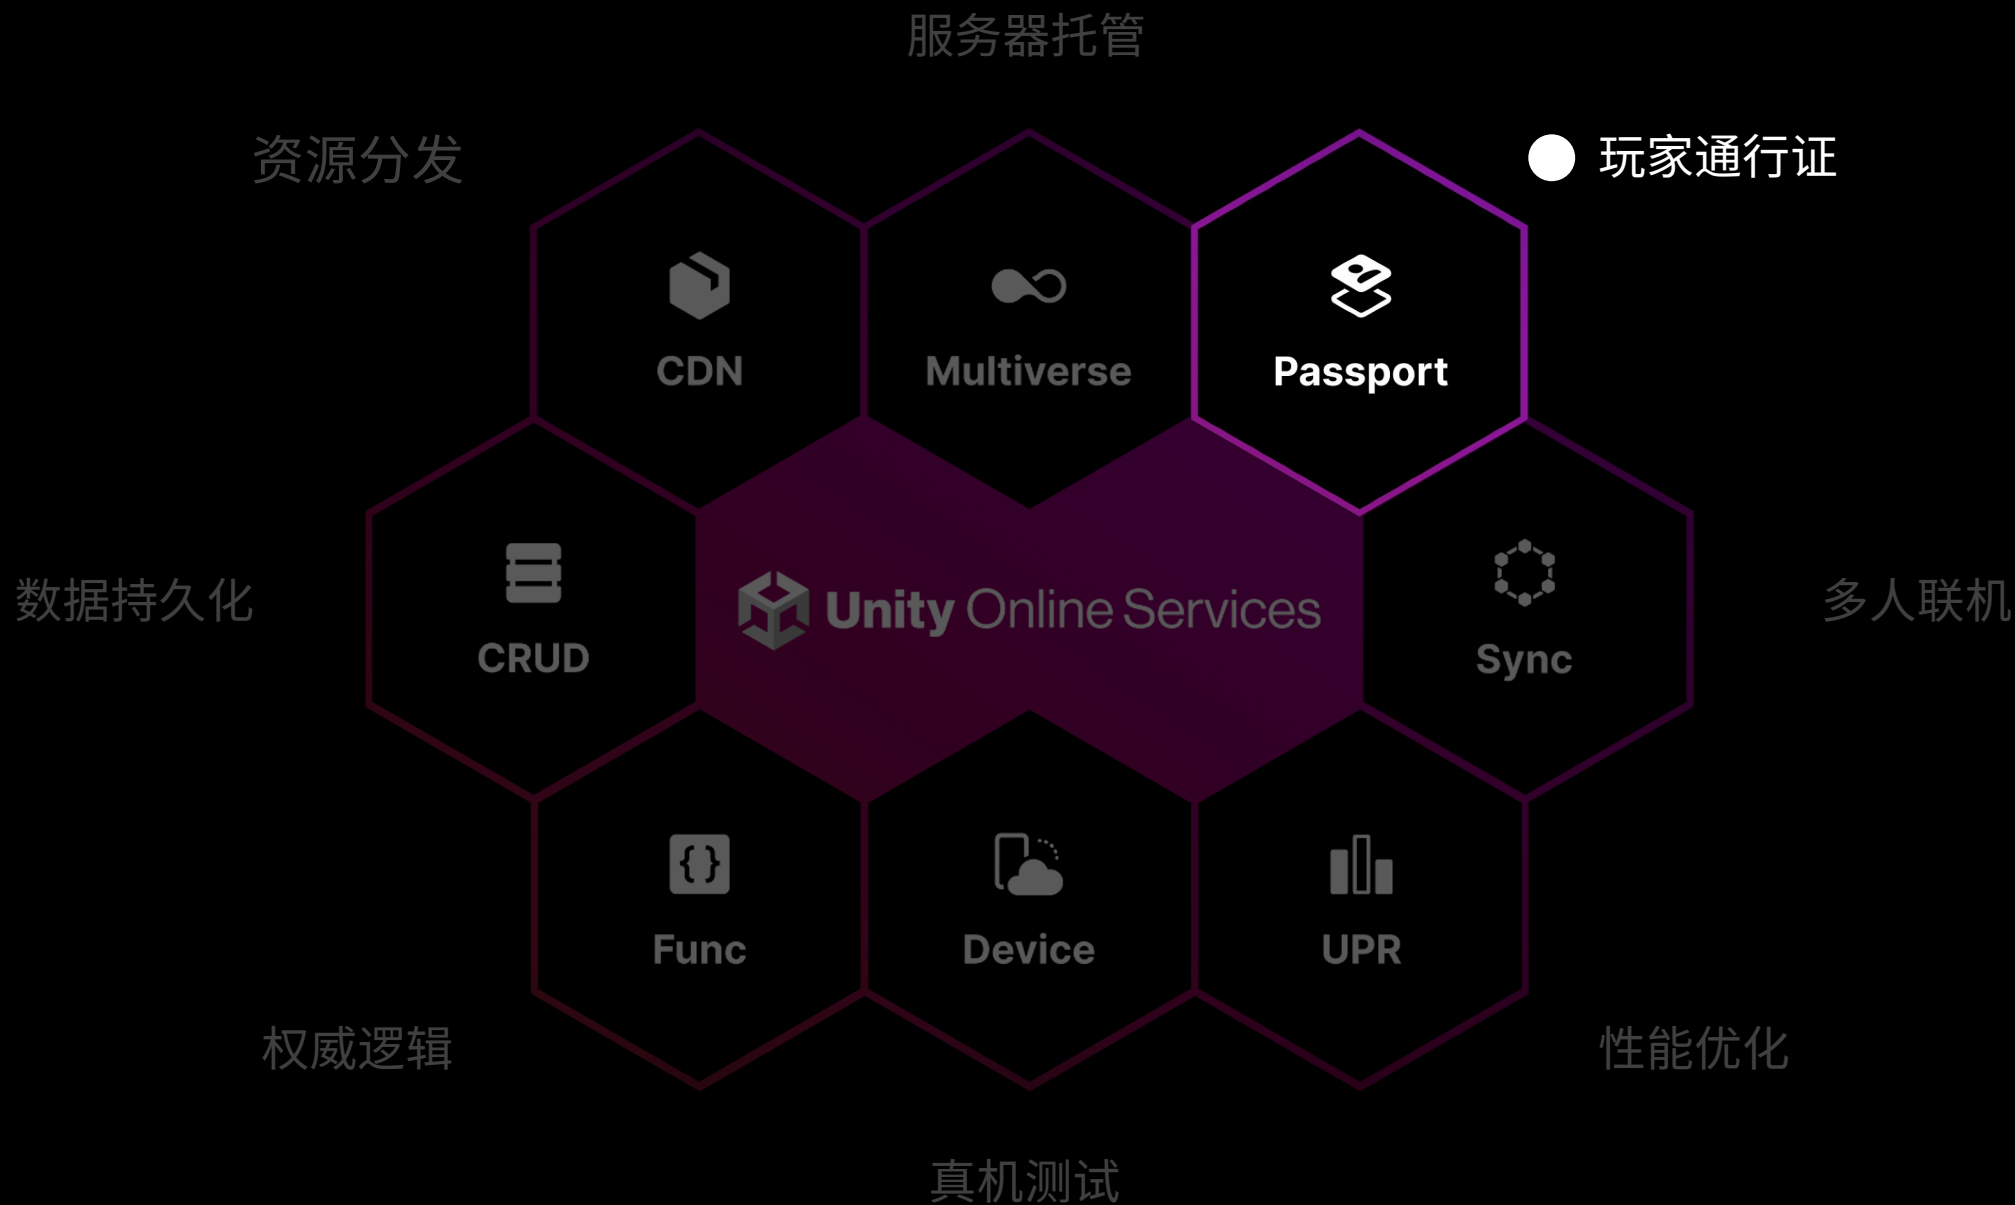 服务器托管
资源分发
玩家通行证
CDN
Multiverse
Passport
数据持久化
CRUD
Unity Online Services
Sync
多人联机
Func
Device
UPR
权威逻辑
性能优化
真机测试